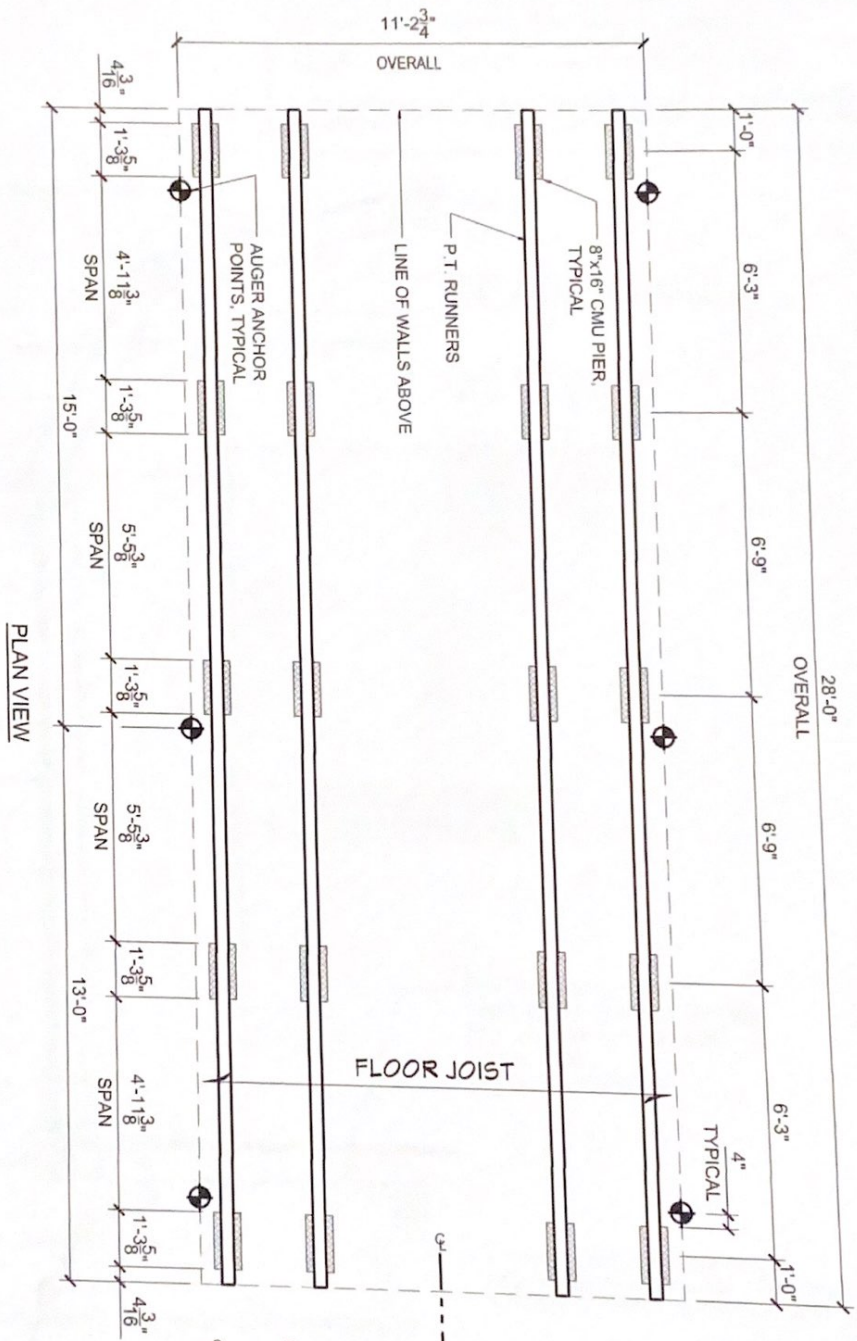 28'-0"
OVERALL
1'-0"
6'-3"
6'-9"
6'-9"
6'-3"
1'-0"
4"
TYPICAL
8"x16" CMU PIER,
TYPICAL
P.T. RUNNERS
LINE OF WALLS ABOVE
11'-2 3/4"
OVERALL
FLOOR JOIST
AUGER ANCHOR
POINTS, TYPICAL
4 3/16"
1'-3 5/8"
4'-11 3/8"
SPAN
1'-3 5/8"
5'-5 3/8"
SPAN
1'-3 5/8"
5'-5 3/8"
SPAN
1'-3 5/8"
4'-11 3/8"
SPAN
1'-3 5/8"
4 3/16"
15'-0"
13'-0"
PLAN VIEW